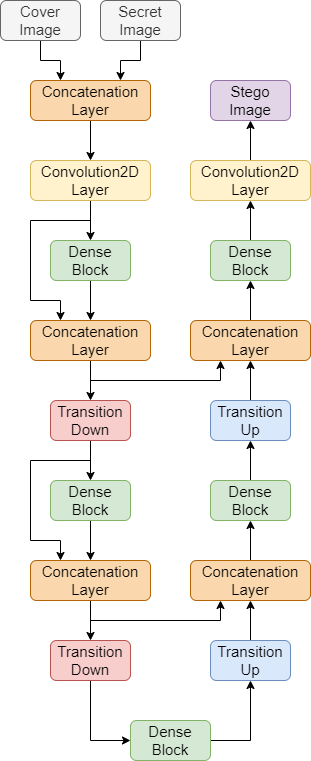 Cover
Image
Secret
Image
Concatenation
Layer
Convolution2D
Layer
Dense
Block
Concatenation
Layer
Transition
Down
Dense
Block
Concatenation
Layer
Transition
Down
Dense
Block
Transition
Up
Concatenation
Layer
Dense
Block
Transition
Up
Concatenation
Layer
Dense
Block
Convolution2D
Layer
Stego
Image